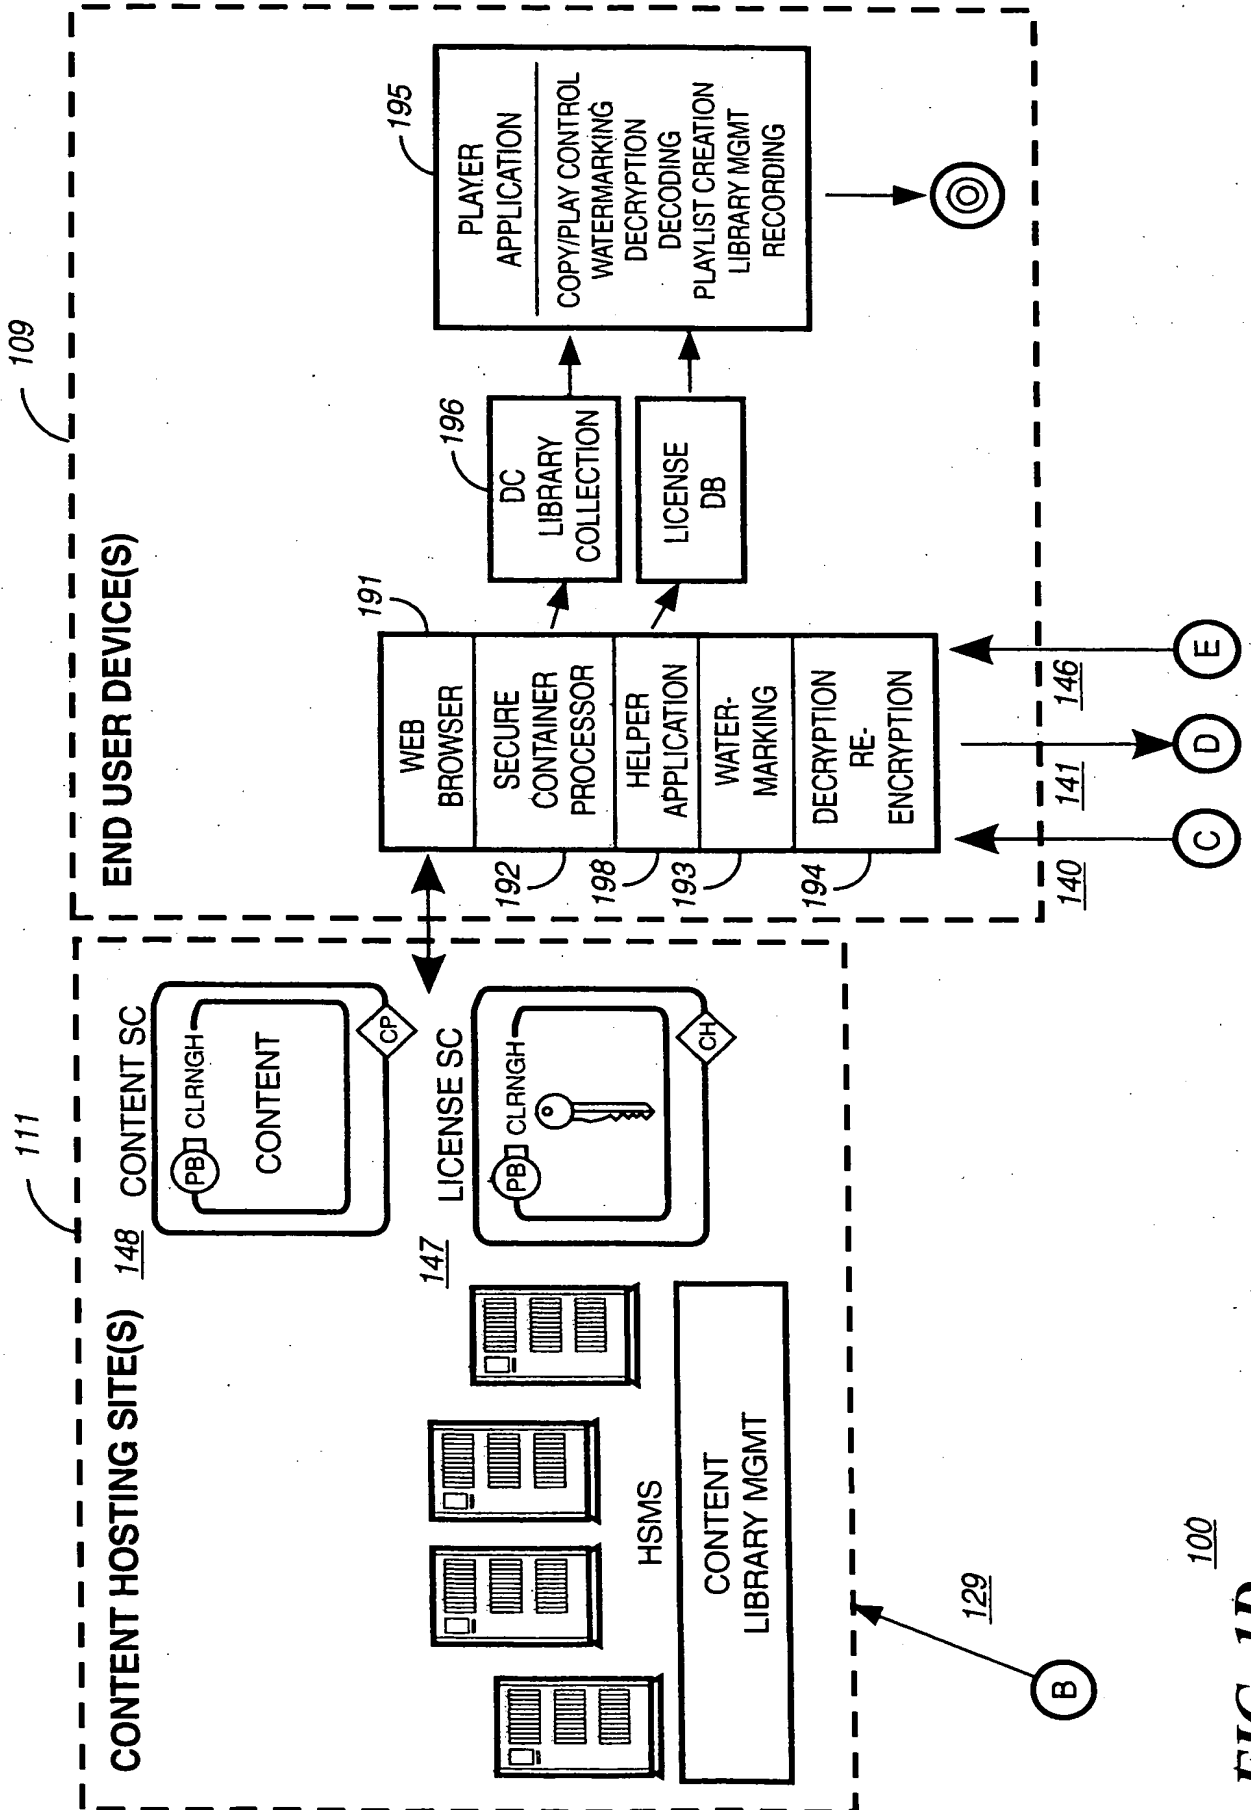 111
109
CONTENT HOSTING SITE(S)
148
CONTENT SC
PB
CLRNGH
CONTENT
CP
147
LICENSE SC
PB
CLRNGH
CH
HSMS
CONTENT
LIBRARY MGMT
129
B
END USER DEVICE(S)
191
WEB
BROWSER
192
SECURE
CONTAINER
PROCESSOR
198
HELPER
APPLICATION
193
WATER-
MARKING
194
DECRYPTION
RE-
ENCRYPTION
196
DC
LIBRARY
COLLECTION
LICENSE
DB
195
PLAYER
APPLICATION
COPY/PLAY CONTROL
WATERMARKING
DECRYPTION
DECODING
PLAYLIST CREATION
LIBRARY MGMT
RECORDING
140
141
146
C
D
E
100
FIG. 1D